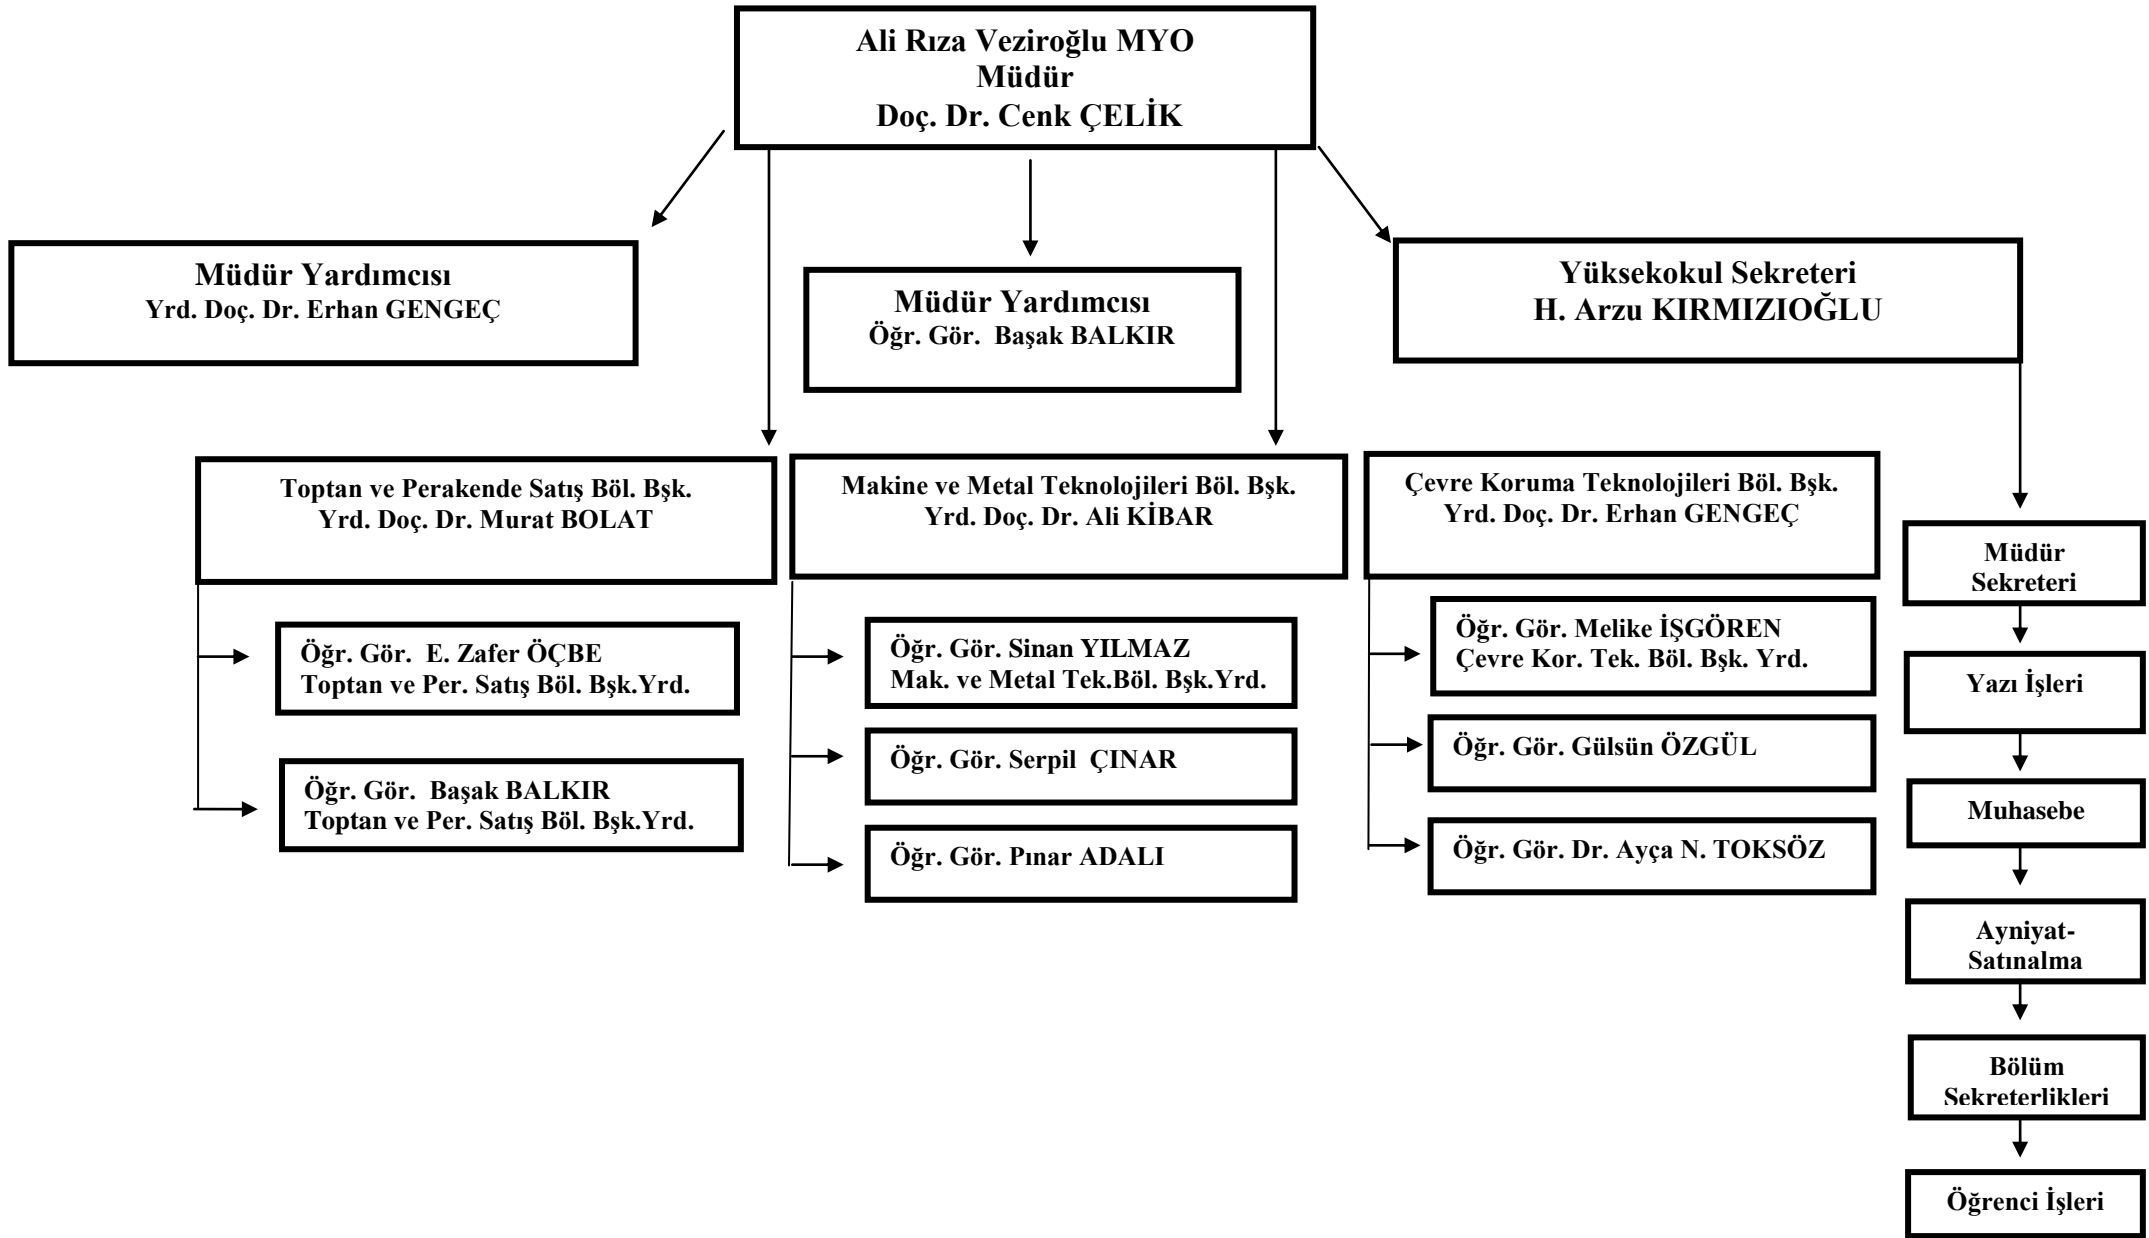 Ali Rıza Veziroğlu MYO
Müdür
Doç. Dr. Cenk ÇELİK
Müdür Yardımcısı
Yrd. Doç. Dr. Erhan GENGEÇ
Müdür Yardımcısı
Öğr. Gör.  Başak BALKIR
Yüksekokul Sekreteri
H. Arzu KIRMIZIOĞLU
Toptan ve Perakende Satış Böl. Bşk.
Yrd. Doç. Dr. Murat BOLAT
Öğr. Gör.  E. Zafer ÖÇBE
Toptan ve Per. Satış Böl. Bşk.Yrd.
Öğr. Gör.  Başak BALKIR
Toptan ve Per. Satış Böl. Bşk.Yrd.
Makine ve Metal Teknolojileri Böl. Bşk.
Yrd. Doç. Dr. Ali KİBAR
Öğr. Gör. Sinan YILMAZ
Mak. ve Metal Tek.Böl. Bşk.Yrd.
Öğr. Gör. Serpil  ÇINAR
Öğr. Gör. Pınar ADALI
Çevre Koruma Teknolojileri Böl. Bşk.
Yrd. Doç. Dr. Erhan GENGEÇ
Öğr. Gör. Melike İŞGÖREN
Çevre Kor. Tek. Böl. Bşk. Yrd.
Öğr. Gör. Gülsün ÖZGÜL
Öğr. Gör. Dr. Ayça N. TOKSÖZ
Müdür
Sekreteri
Yazı İşleri
Muhasebe
Ayniyat-
Satınalma
Bölüm
Sekreterlikleri
Öğrenci İşleri